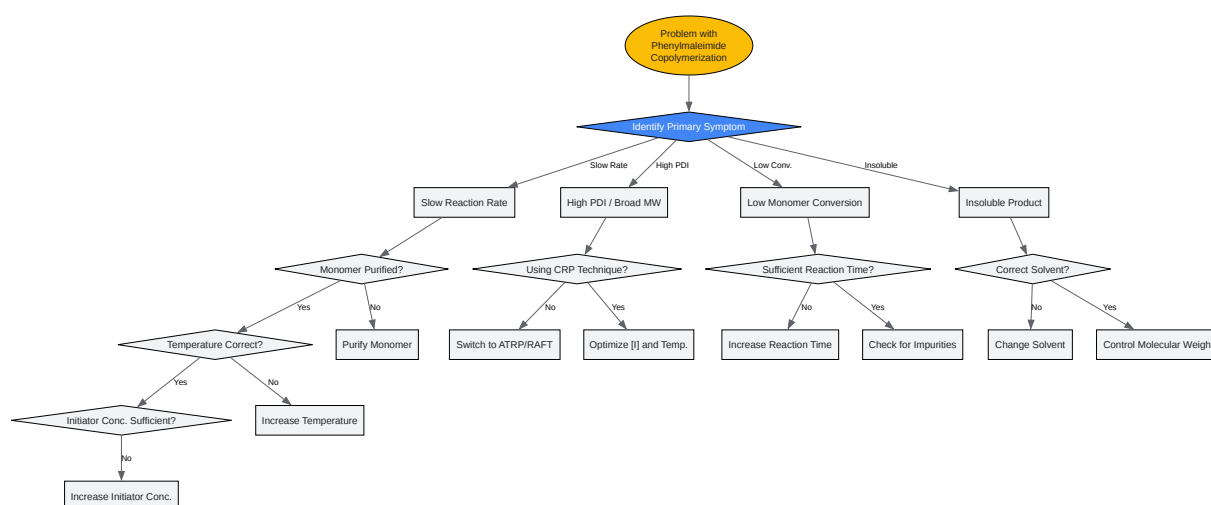 Problem with
Phenylmaleimide
Copolymerization
Identify Primary Symptom
Slow Rate
High PDI
Low Conv.
Insoluble
Slow Reaction Rate
High PDI / Broad MW
Low Monomer Conversion
Insoluble Product
Monomer Purified?
Using CRP Technique?
Sufficient Reaction Time?
Correct Solvent?
Yes
No
No
Yes
No
Yes
No
Yes
Temperature Correct?
Purify Monomer
Switch to ATRP/RAFT
Optimize [I] and Temp.
Increase Reaction Time
Check for Impurities
Change Solvent
Control Molecular Weigh
Yes
No
Initiator Conc. Sufficient?
Increase Temperature
No
Increase Initiator Conc.